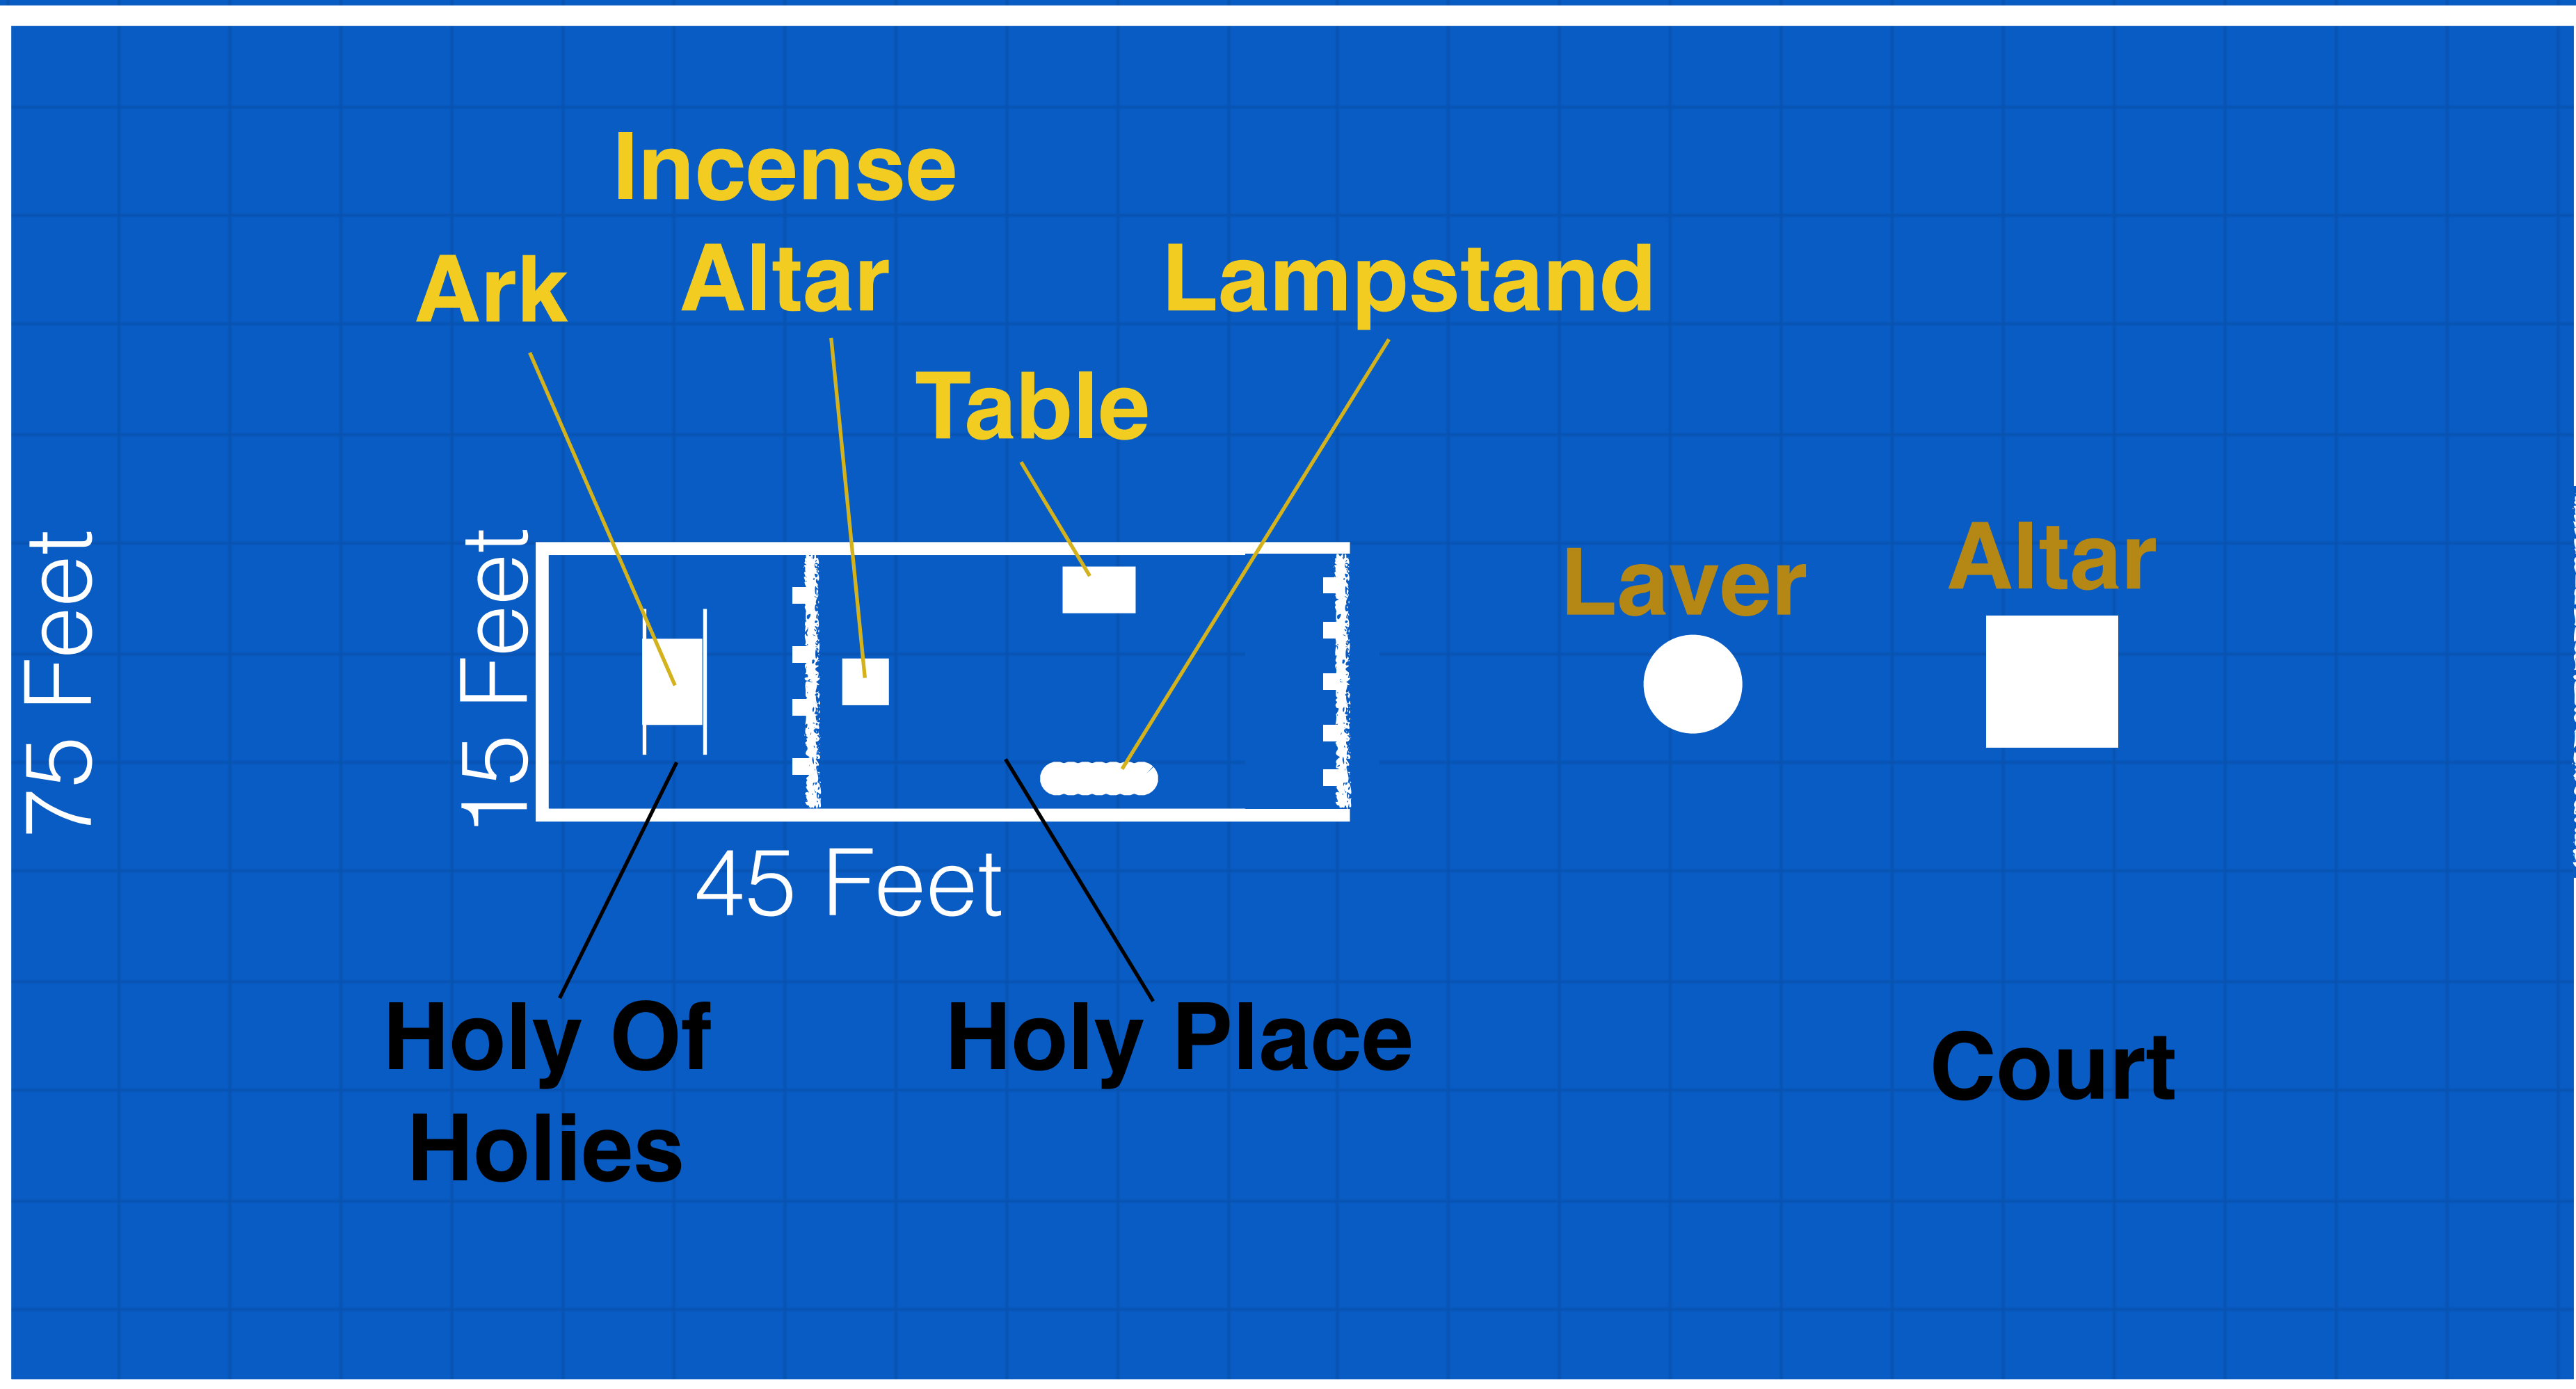 Incense
Altar
Ark
Lampstand
Table
75 Feet
15 Feet
Laver
Altar
45 Feet
Holy Of
Holies
Holy Place
Court